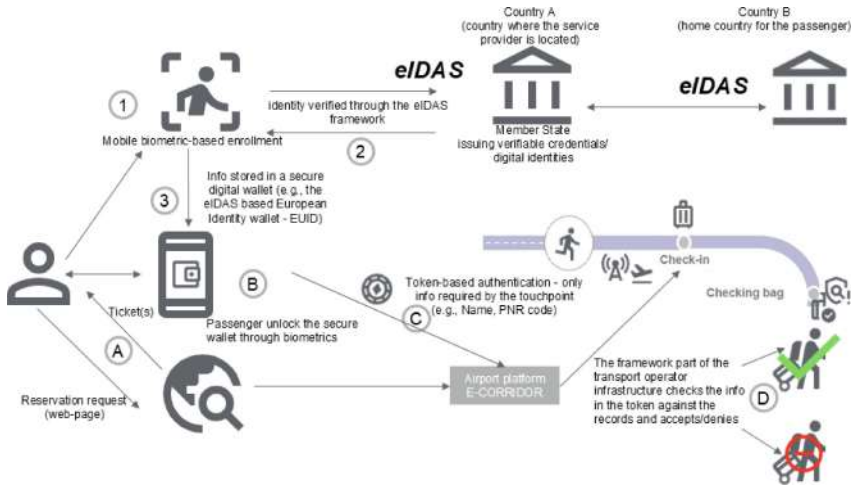 Country A
(country where the service
provider is located)
Country B
(home country for the passenger)
eIDAS
eIDAS
1
identity verified through the eIDAS
framework
Mobile biometric-based enrollment
2
Member State
issuing verifiable credentials/
digital identities
Info stored in a secure
digital wallet (e.g., the
eIDAS based European
Identity wallet - EUID)
3
Check-in
B
Token-based authentication - only
info required by the touchpoint
(e.g., Name, PNR code)
C
Checking bag
Ticket(s)
Passenger unlock the secure
wallet through biometrics
A
Airport platform
E-CORRIDOR
The framework part of the
transport operator
infrastructure checks the info
in the token against the
records and accepts/denies
D
Reservation request
(web-page)